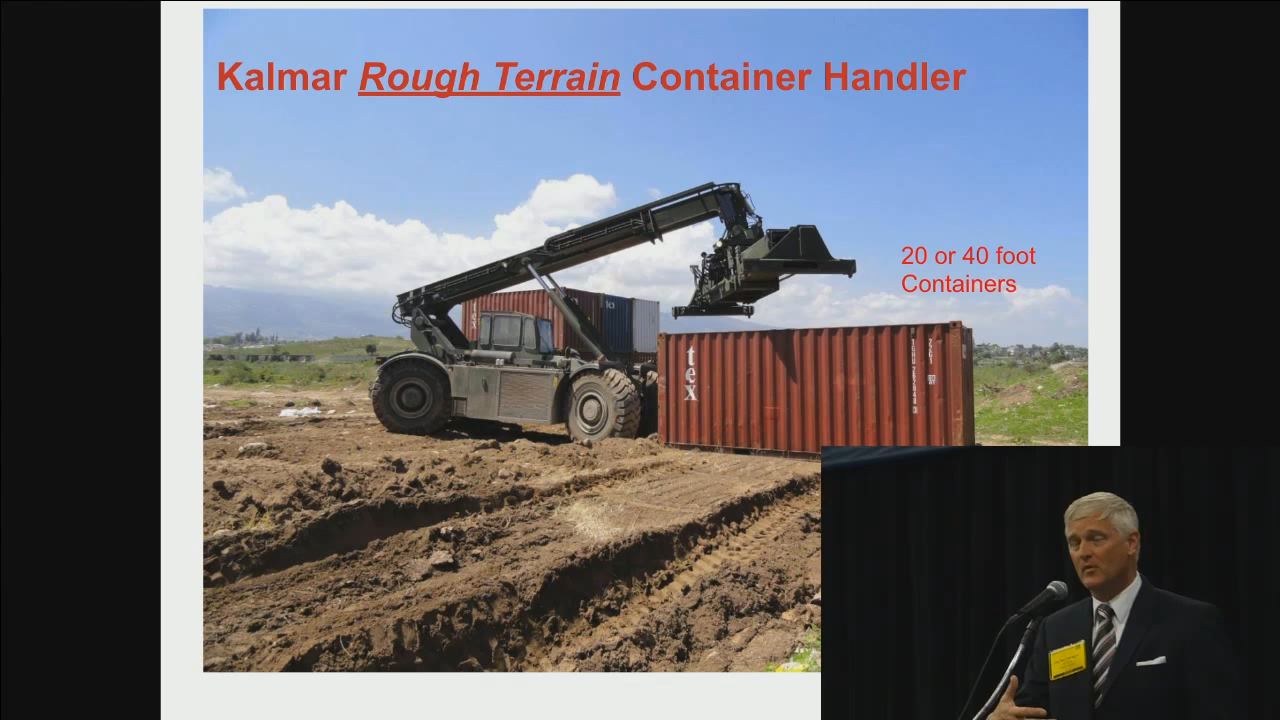 Kalmar Rough Terrain Container Handler
20 or 40 foot
Containers
tex